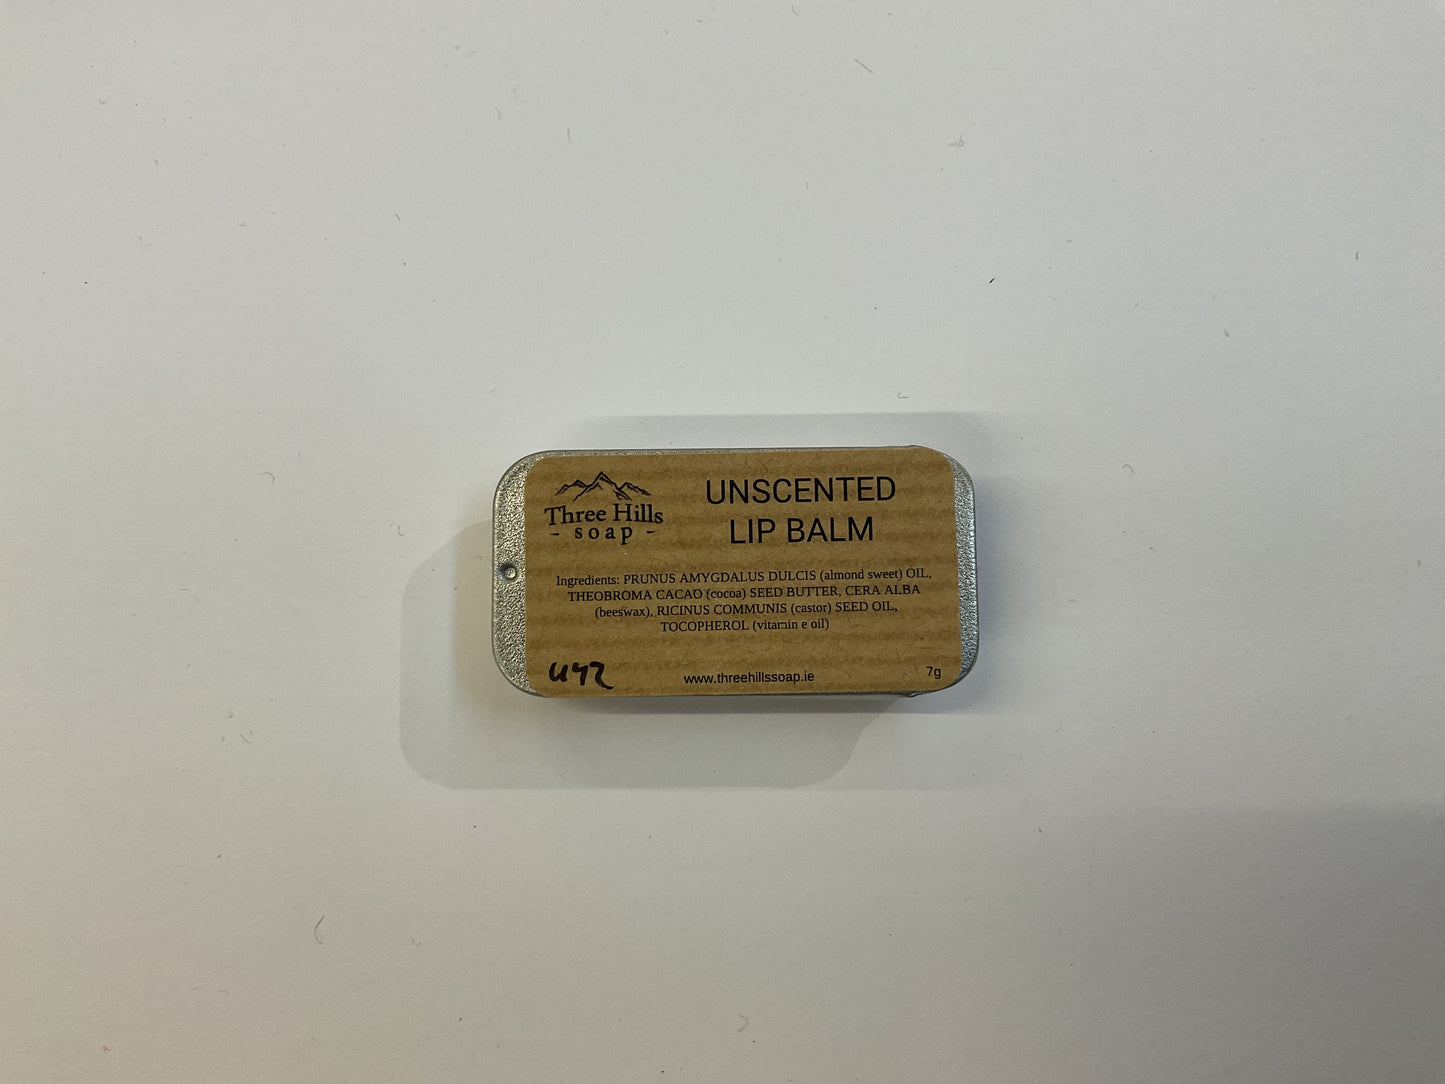 Three Hills
- soap -
UNSCENTED
LIP BALM
Ingredients: PRUNUS AMYGDALUS DULCIS (almond sweet) OIL,
THEOBROMA CACAO (cocoa) SEED BUTTER, CERA ALBA
(beeswax), RICINUS COMMUNIS (castor) SEED OIL,
TOCOPHEROL (vitamin e oil)
www.threehillssoap.ie
7g